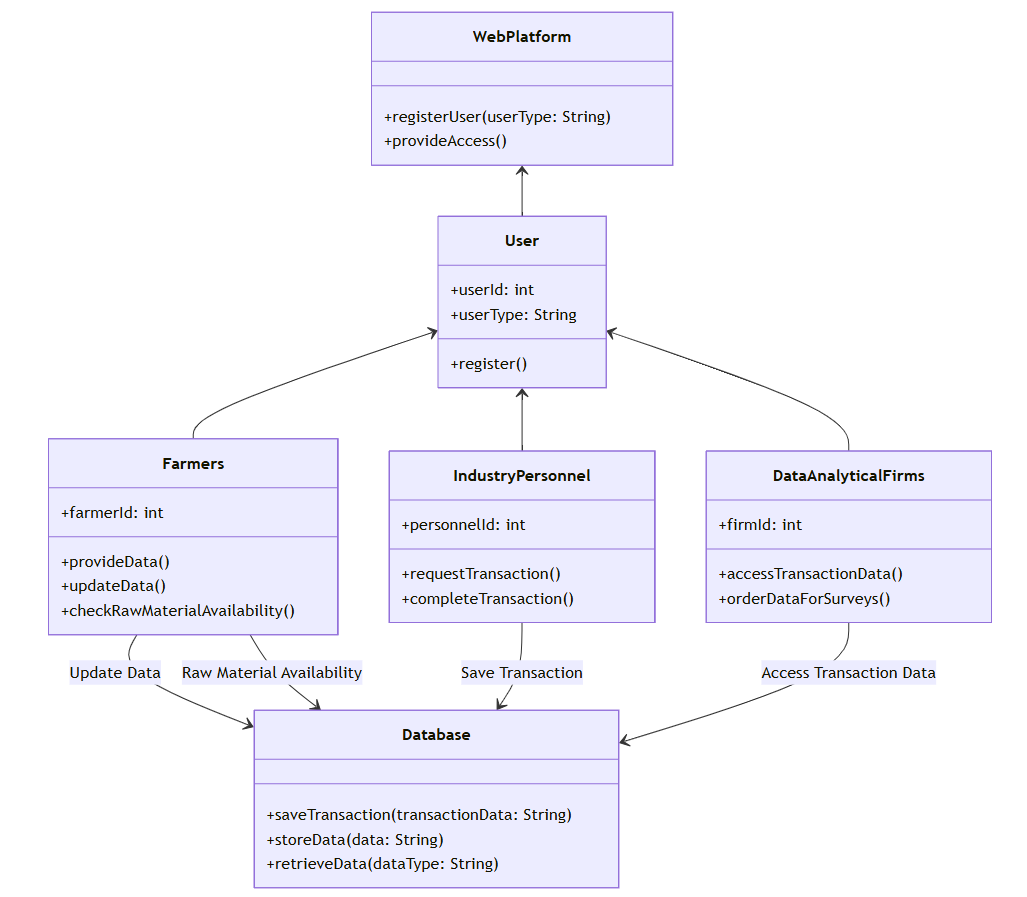 WebPlatform
+registerUser(userType: String)
+provideAccess()
User
+userId: int
+userType: String
+register()
Farmers
+farmerId: int
+provideData()
+updateData()
+checkRawMaterialAvailability()
IndustryPersonnel
+personnelId: int
+requestTransaction()
+completeTransaction()
DataAnalyticalFirms
+firmId: int
+accessTransactionData()
+orderDataForSurveys()
Update Data
Raw Material Availability
Save Transaction
Access Transaction Data
Database
+saveTransaction(transactionData: String)
+storeData(data: String)
+retrieveData(dataType: String)